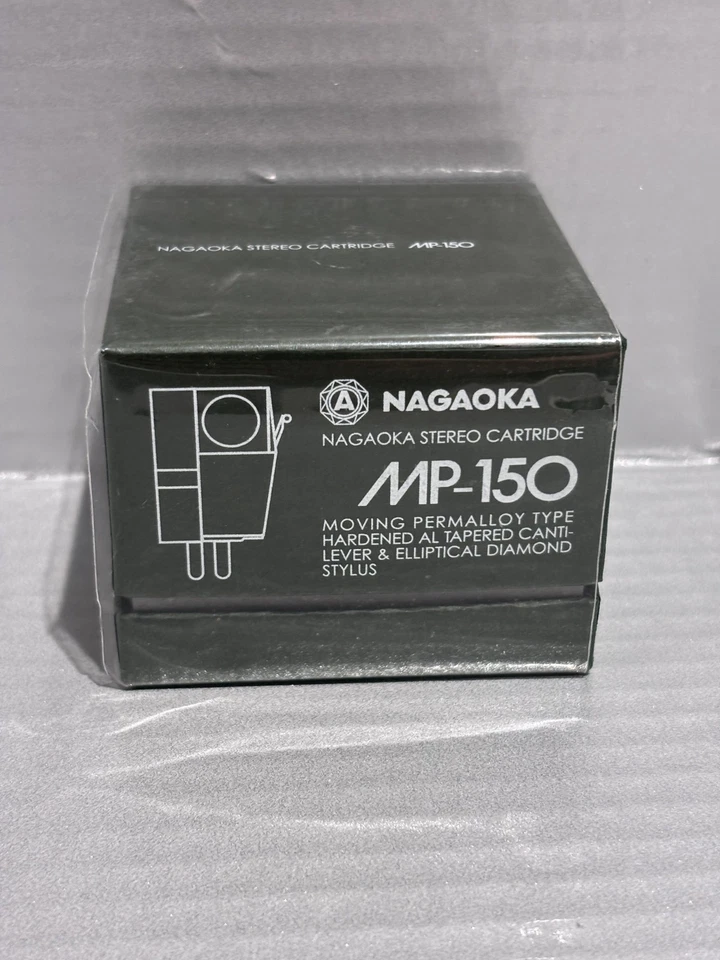 NAGAOKA STEREO CARTRIDGE MP-150
A NAGAOKA
NAGAOKA STEREO CARTRIDGE
MP-150
MOVING PERMALLOY TYPE
HARDENED AL TAPERED CANTI-
LEVER & ELLIPTICAL DIAMOND
STYLUS